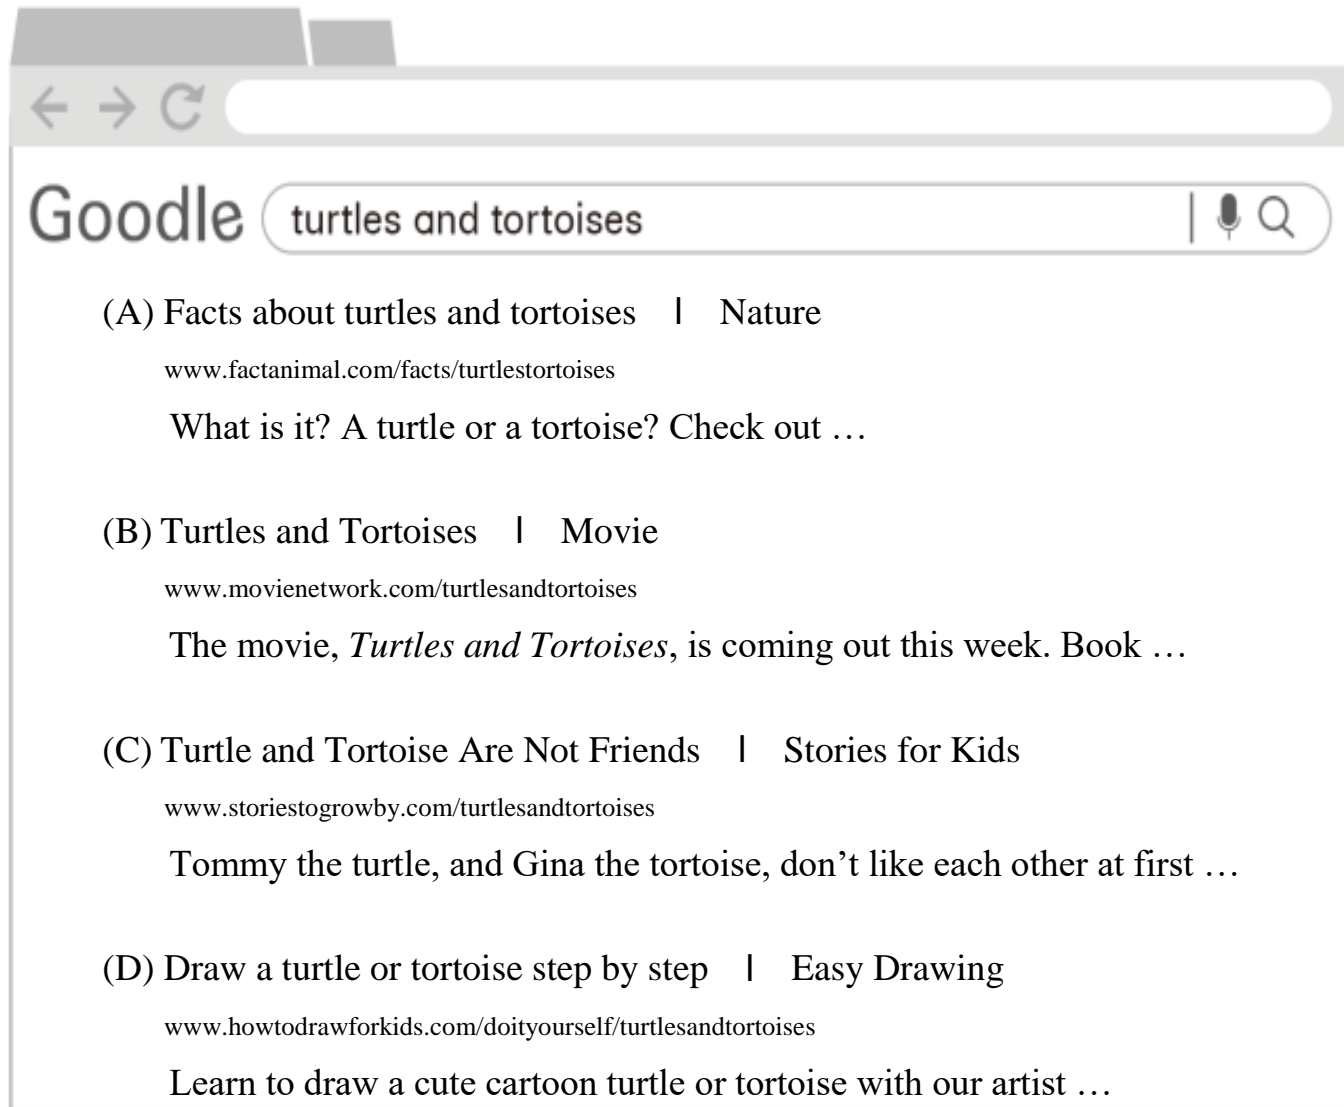 Goodle turtles and tortoises
(A) Facts about turtles and tortoises | Nature
www.factanimal.com/facts/turtlestortoises
What is it? A turtle or a tortoise? Check out …
(B) Turtles and Tortoises | Movie
www.movienetwork.com/turtlesandtortoises
The movie, Turtles and Tortoises, is coming out this week. Book …
(C) Turtle and Tortoise Are Not Friends | Stories for Kids
www.storiestogrowby.com/turtlesandtortoises
Tommy the turtle, and Gina the tortoise, don’t like each other at first …
(D) Draw a turtle or tortoise step by step | Easy Drawing
www.howtodrawforkids.com/doityourself/turtlesandtortoises
Learn to draw a cute cartoon turtle or tortoise with our artist …